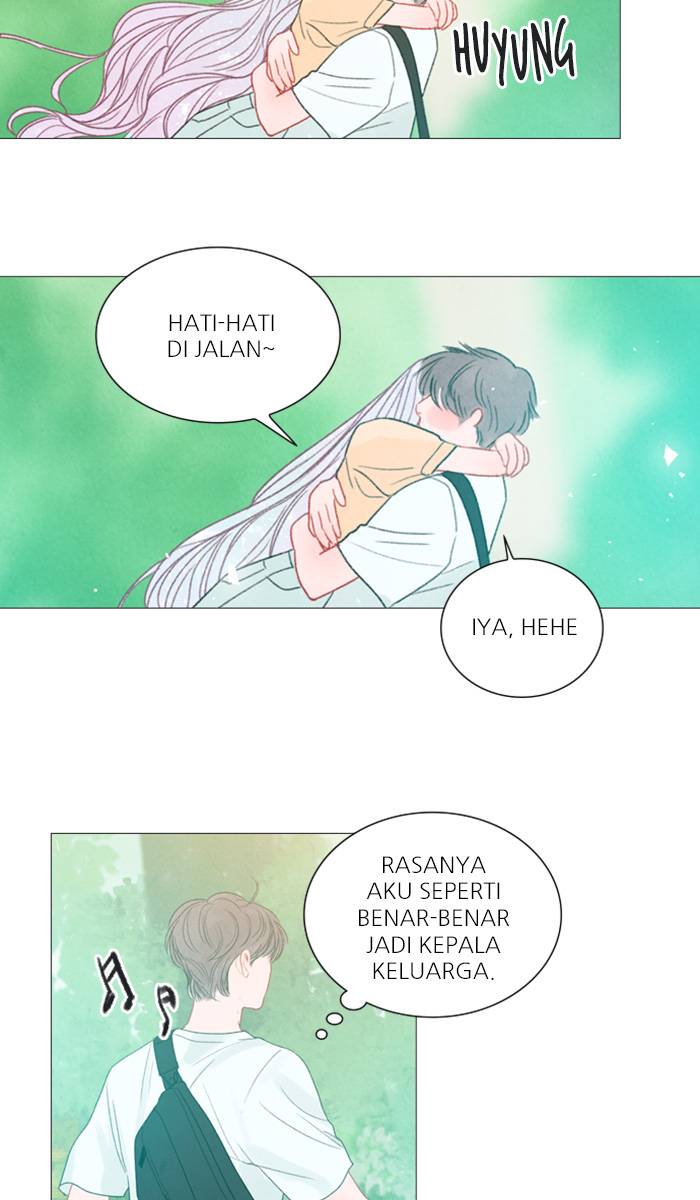 HUYUNG
HATI-HATI
DI JALAN~
IYA, HEHE
RASANYA
AKU SEPERTI
BENAR-BENAR
JADI KEPALA
KELUARGA.